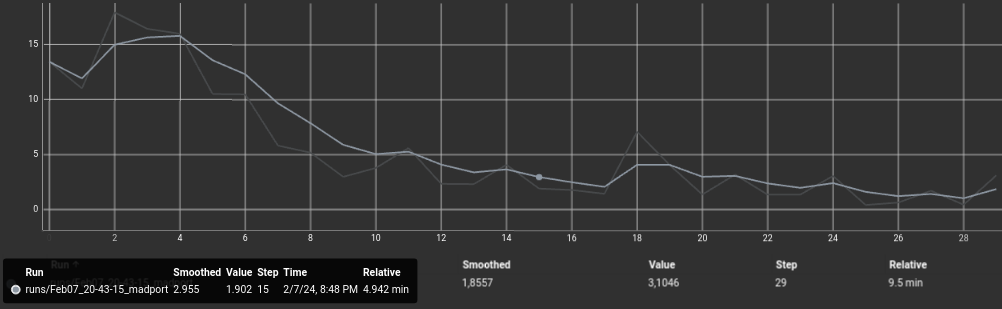 15
10
5
0
0 2 4 6 8 10 12 14 16 18 20 22 24 26 28
Run ↑ Smoothed Value Step Relative
1,8557 3,1046 29 9.5 min
Run Smoothed Value Step Time Relative
runs/Feb07_20-43-15_madport 2.955 1.902 15 2/7/24, 8:48 PM 4.942 min